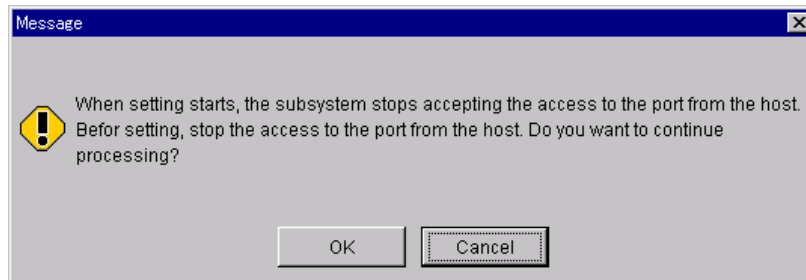 Message
When setting starts, the subsystem stops accepting the access to the port from the host.
Befor setting, stop the access to the port from the host. Do you want to continue
processing?
OK
Cancel